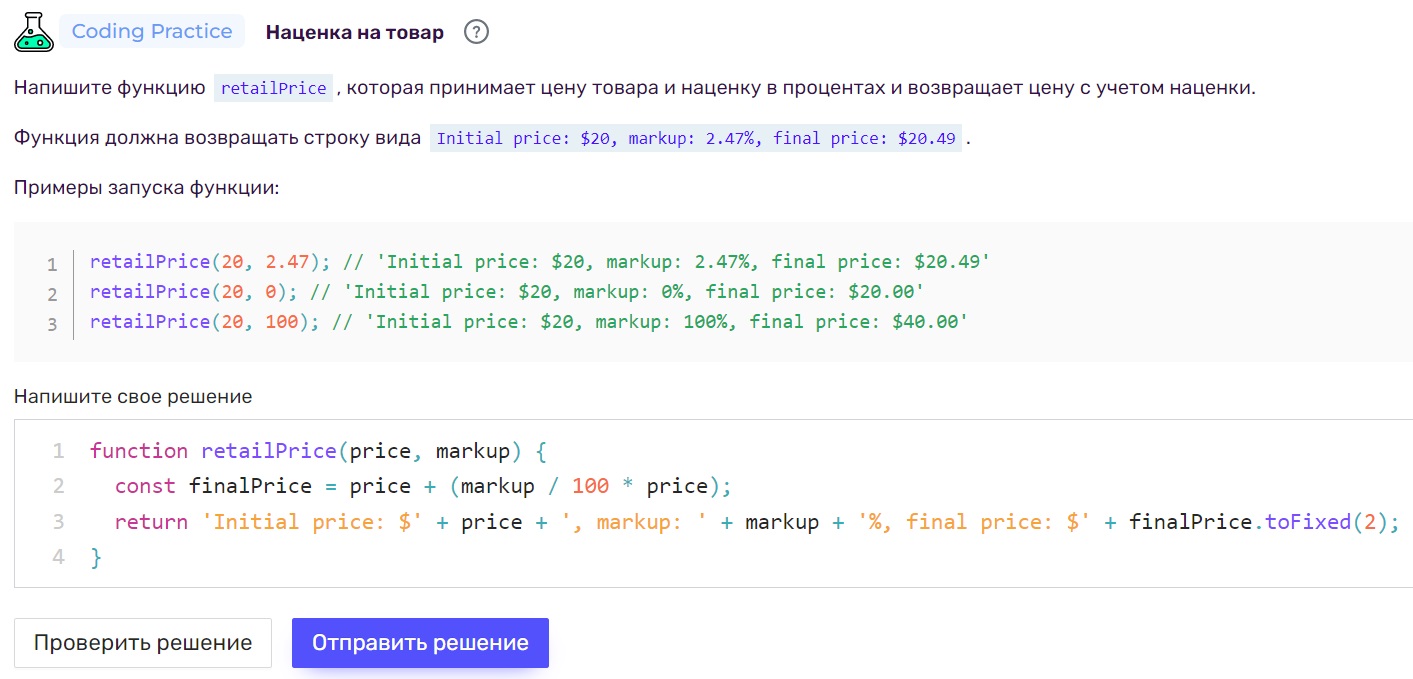 Coding Practice Наценка на товар ?
Напишите функцию retailPrice , которая принимает цену товара и наценку в процентах и возвращает цену с учетом наценки.
Функция должна возвращать строку вида Initial price: $20, markup: 2.47%, final price: $20.49 .
Примеры запуска функции:
1 retailPrice(20, 2.47); // 'Initial price: $20, markup: 2.47%, final price: $20.49'
2 retailPrice(20, 0); // 'Initial price: $20, markup: 0%, final price: $20.00'
3 retailPrice(20, 100); // 'Initial price: $20, markup: 100%, final price: $40.00'
Напишите свое решение
1 function retailPrice(price, markup) {
2   const finalPrice = price + (markup / 100 * price);
3   return 'Initial price: $' + price + ', markup: ' + markup + '%, final price: $' + finalPrice.toFixed(2);
4 }
Проверить решение Отправить решение